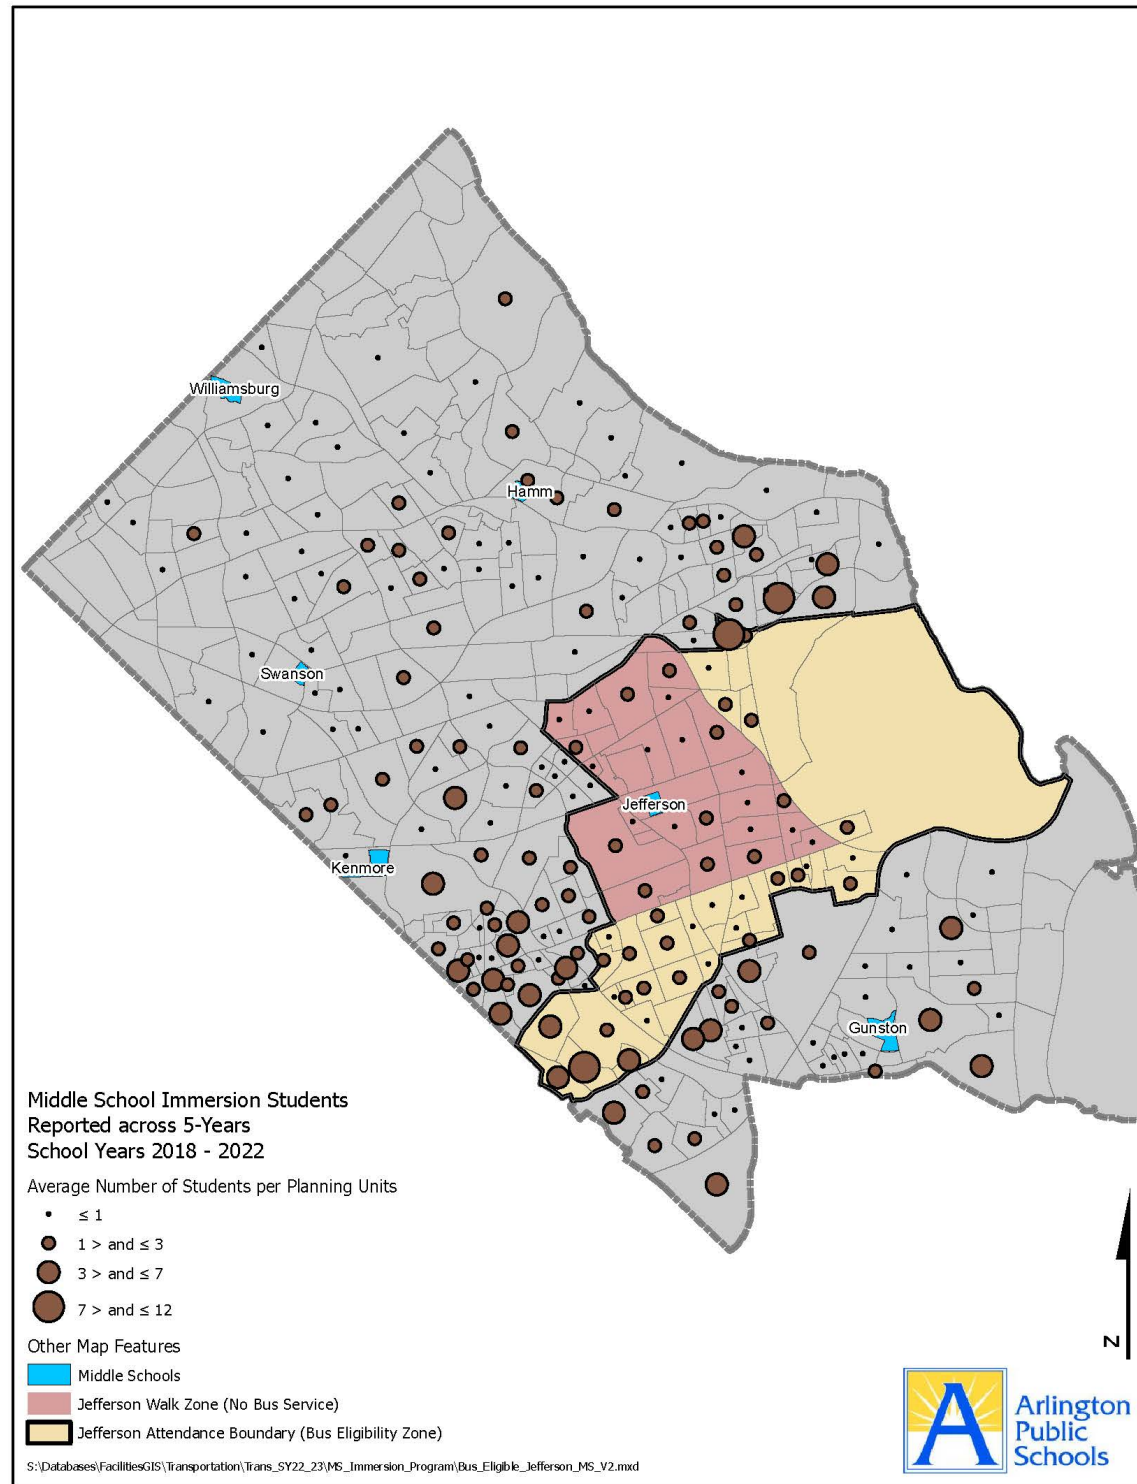 Williamsburg
Hamm
Swanson
Jefferson
Kenmore
Gunston
Middle School Immersion Students
Reported across 5-Years
School Years 2018 - 2022
Average Number of Students per Planning Units
≤ 1
1 > and ≤ 3
3 > and ≤ 7
7 > and ≤ 12
Other Map Features
Middle Schools
Jefferson Walk Zone (No Bus Service)
Jefferson Attendance Boundary (Bus Eligibility Zone)
S:\Databases\FacilitiesGIS\Transportation\Trans_SY22_23\MS_Immersion_Program\Bus_Eligible_Jefferson_MS_V2.mxd
N
A
Arlington
Public
Schools